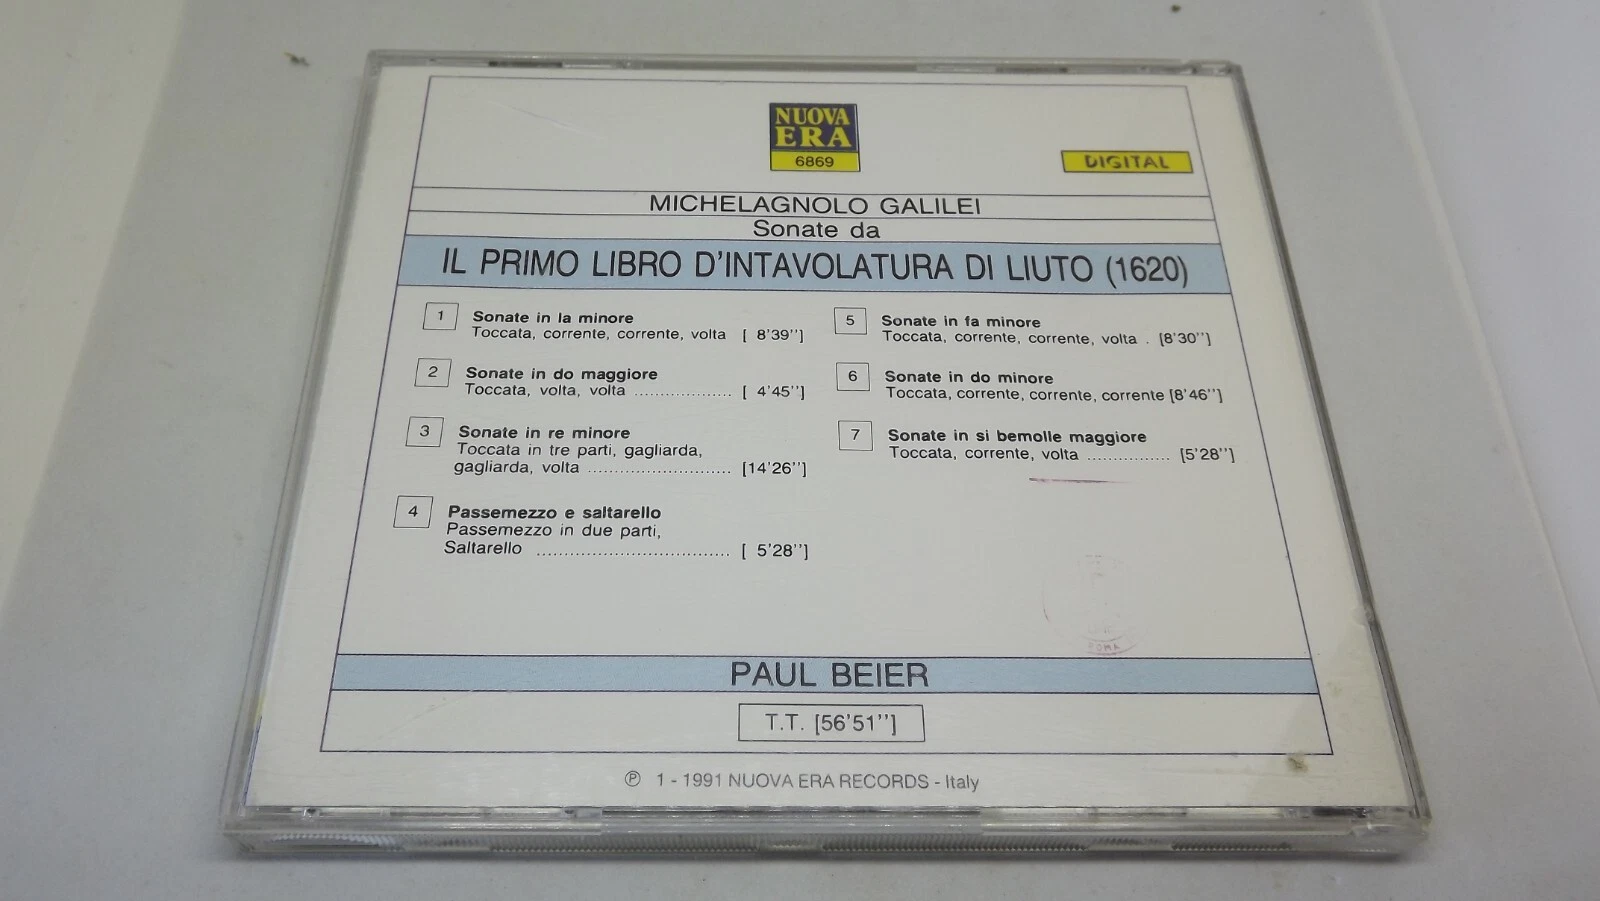 NUOVA
ERA
6869
DIGITAL
MICHELAGNOLO GALILEI
Sonate da
IL PRIMO LIBRO D'INTAVOLATURA DI LIUTO (1620)
1 Sonate in la minore
Toccata, corrente, corrente, volta [ 8'39'']
2 Sonate in do maggiore
Toccata, volta, volta .................. [ 4'45'']
3 Sonate in re minore
Toccata in tre parti, gagliarda,
gagliarda, volta .......................... [14'26'']
4 Passemezzo e saltarello
Passemezzo in due parti,
Saltarello ................................... [ 5'28'']
5 Sonate in fa minore
Toccata, corrente, corrente, volta . [8'30'']
6 Sonate in do minore
Toccata, corrente, corrente, corrente [8'46'']
7 Sonate in si bemolle maggiore
Toccata, corrente, volta ............... [5'28'']
ROMA
PAUL BEIER
T.T. [56'51'']
℗ 1 - 1991 NUOVA ERA RECORDS - Italy